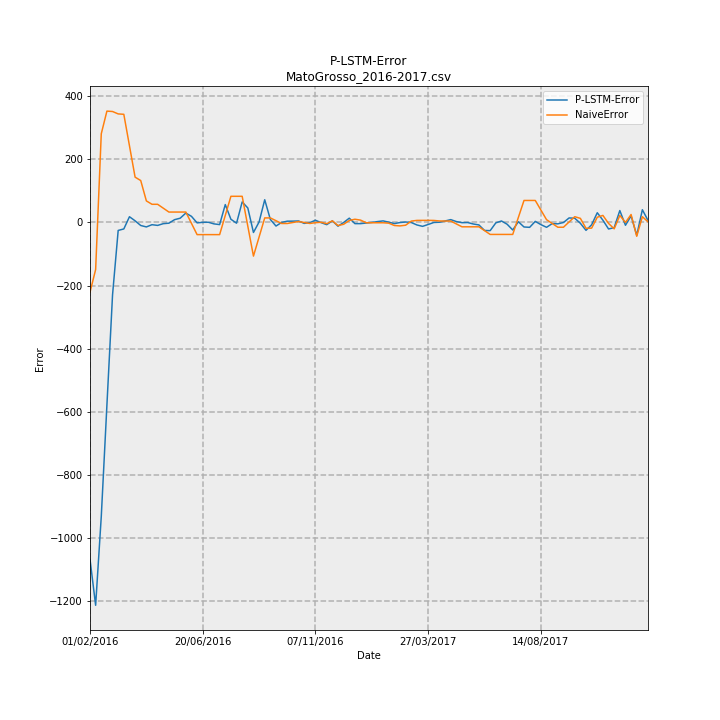 P-LSTM-Error
MatoGrosso_2016-2017.csv
P-LSTM-Error
NaiveError
400
200
0
−200
−400
−600
−800
−1000
−1200
Error
01/02/2016
20/06/2016
07/11/2016
27/03/2017
14/08/2017
Date